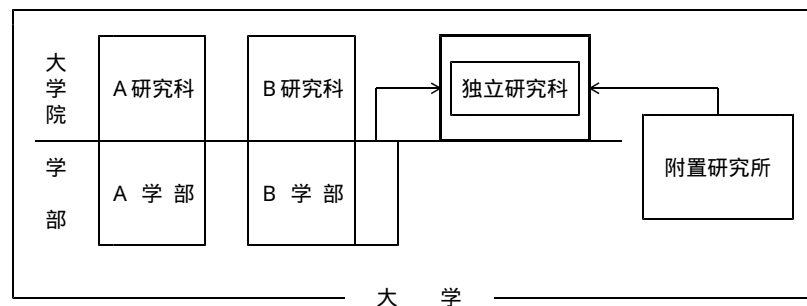 大学院
A研究科
B研究科
独立研究科
学部
A 学 部
B 学 部
附置研究所
大 学